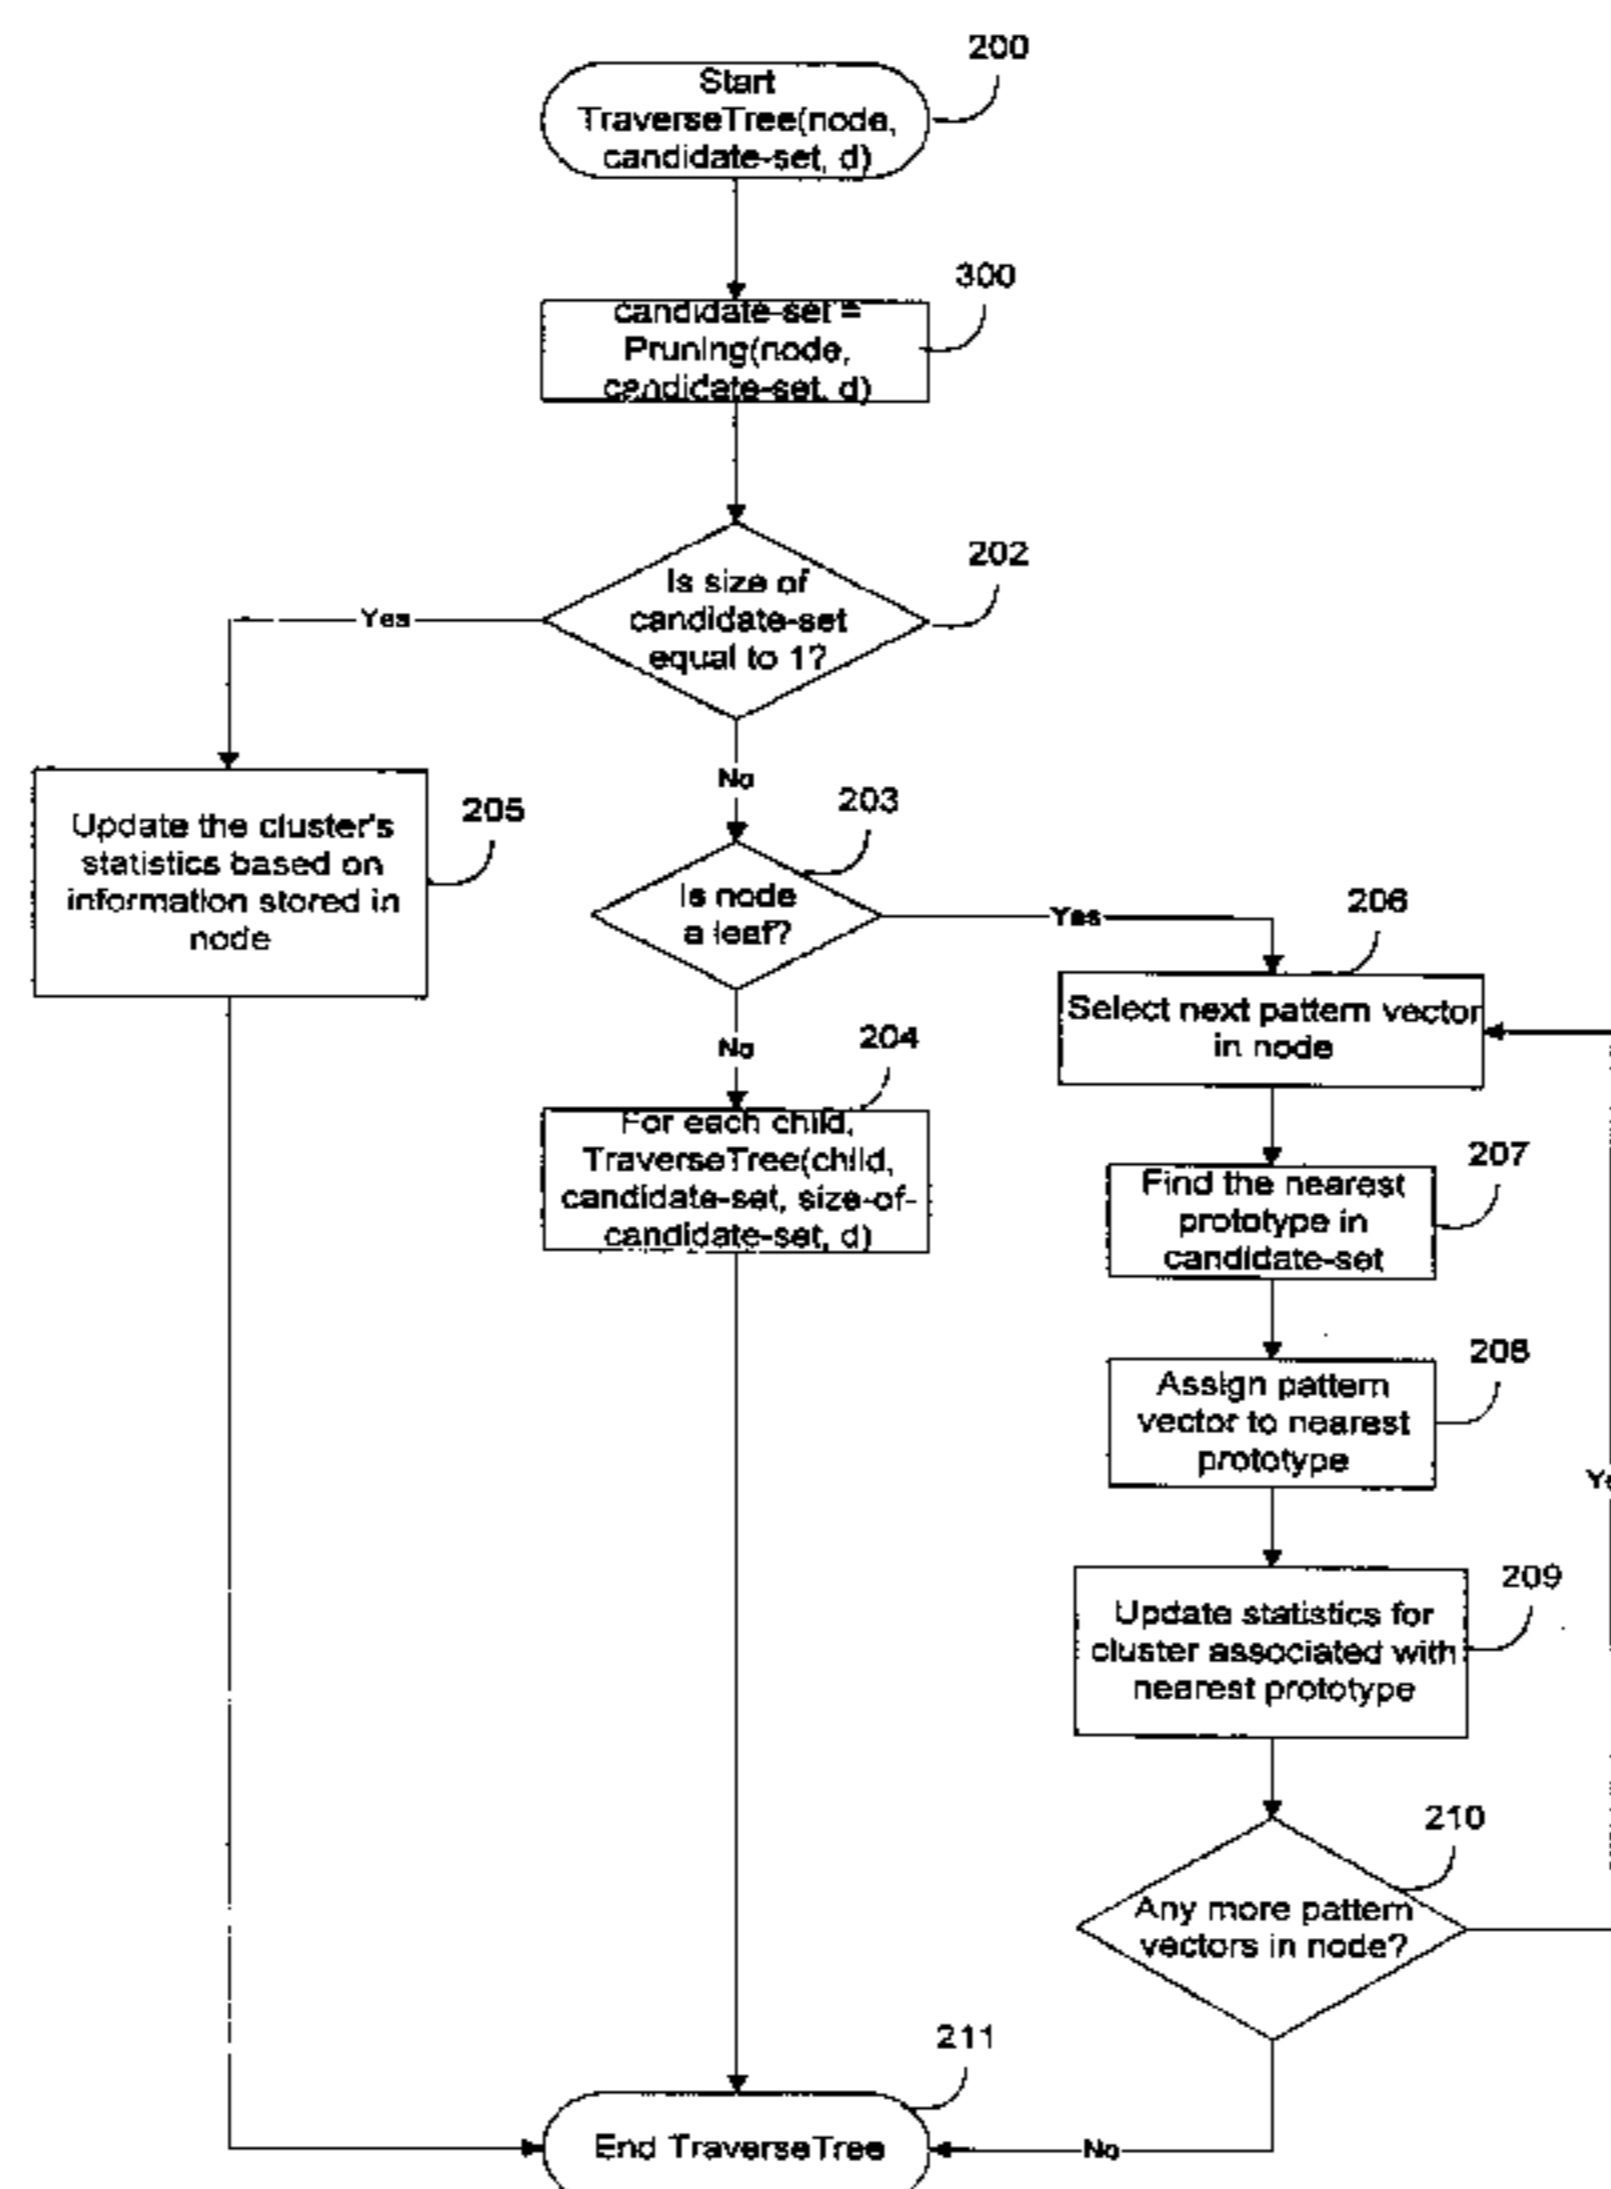 200
Start
TraverseTree(node,
candidate-set, d)
300
candidate-set =
Pruning(node,
candidate-set, d)
202
Is size of
candidate-set
equal to 1?
Yes
No
205
Update the cluster's
statistics based on
information stored in
node
203
Is node
a leaf?
Yes
No
206
Select next pattern vector
in node
204
For each child,
TraverseTree(child,
candidate-set, size-of-
candidate-set, d)
207
Find the nearest
prototype in
candidate-set
208
Assign pattern
vector to nearest
prototype
209
Update statistics for
cluster associated with
nearest prototype
210
Any more pattern
vectors in node?
No
211
End TraverseTree